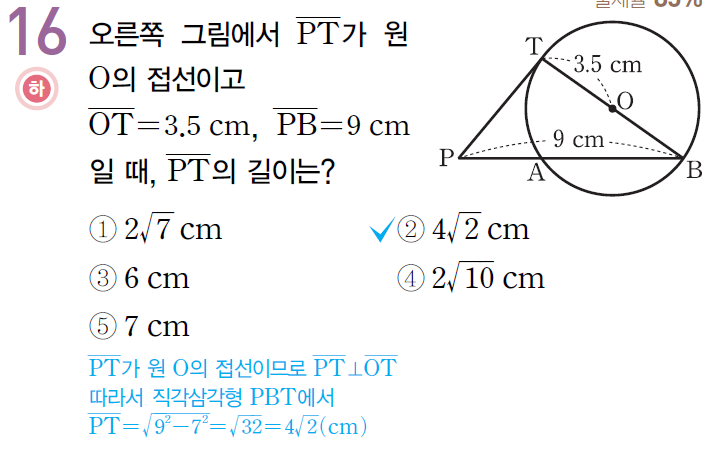 출제율 85%
16
하
오른쪽 그림에서 PT가 원
O의 접선이고
OT=3.5 cm, PB=9 cm
일 때, PT의 길이는?
T
3.5 cm
O
9 cm
P
A
B
① 2√7 cm
② 4√2 cm
③ 6 cm
④ 2√10 cm
⑤ 7 cm
PT가 원 O의 접선이므로 PT⊥OT
따라서 직각삼각형 PBT에서
PT=√9²-7²=√32=4√2(cm)